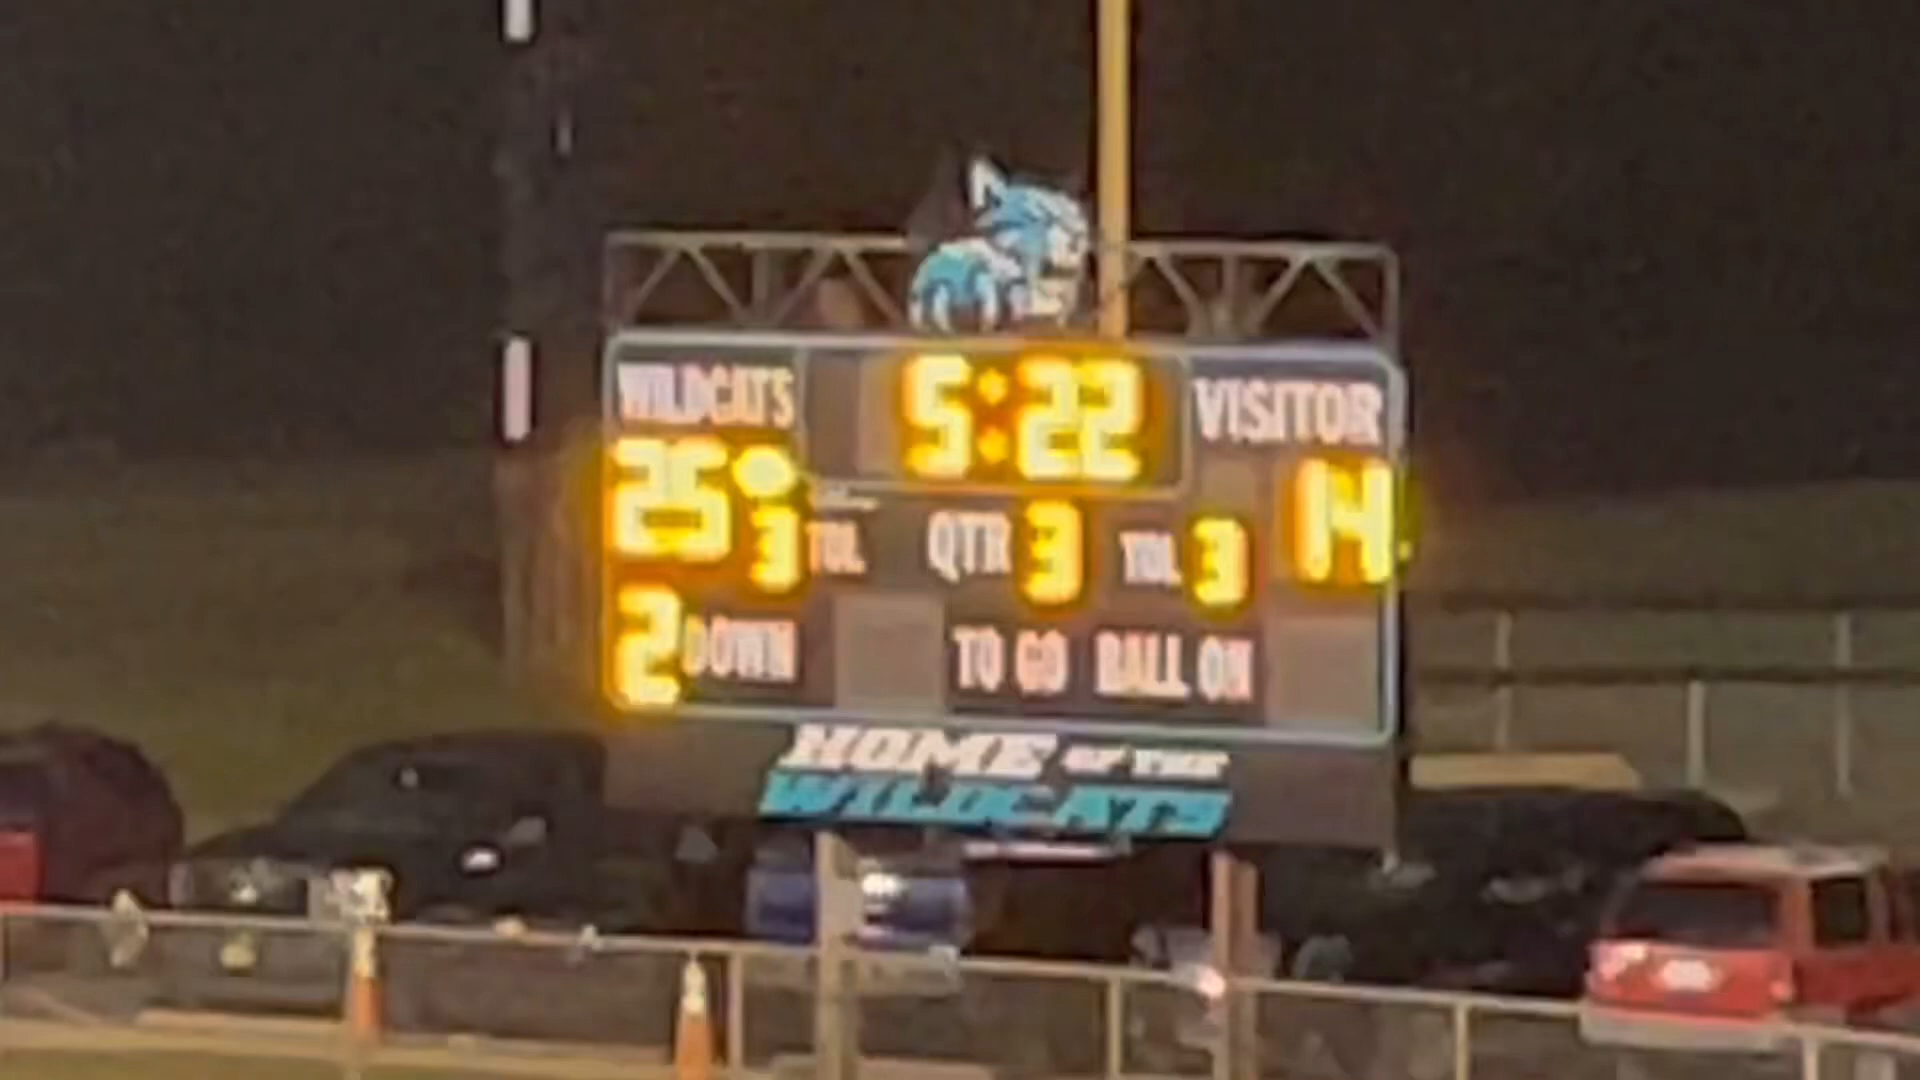 WILDCATS 5:22 VISITOR
25 14
3 TOL QTR 3 TOL 3
2 DOWN TO GO BALL ON
HOME OF THE
WILDCATS